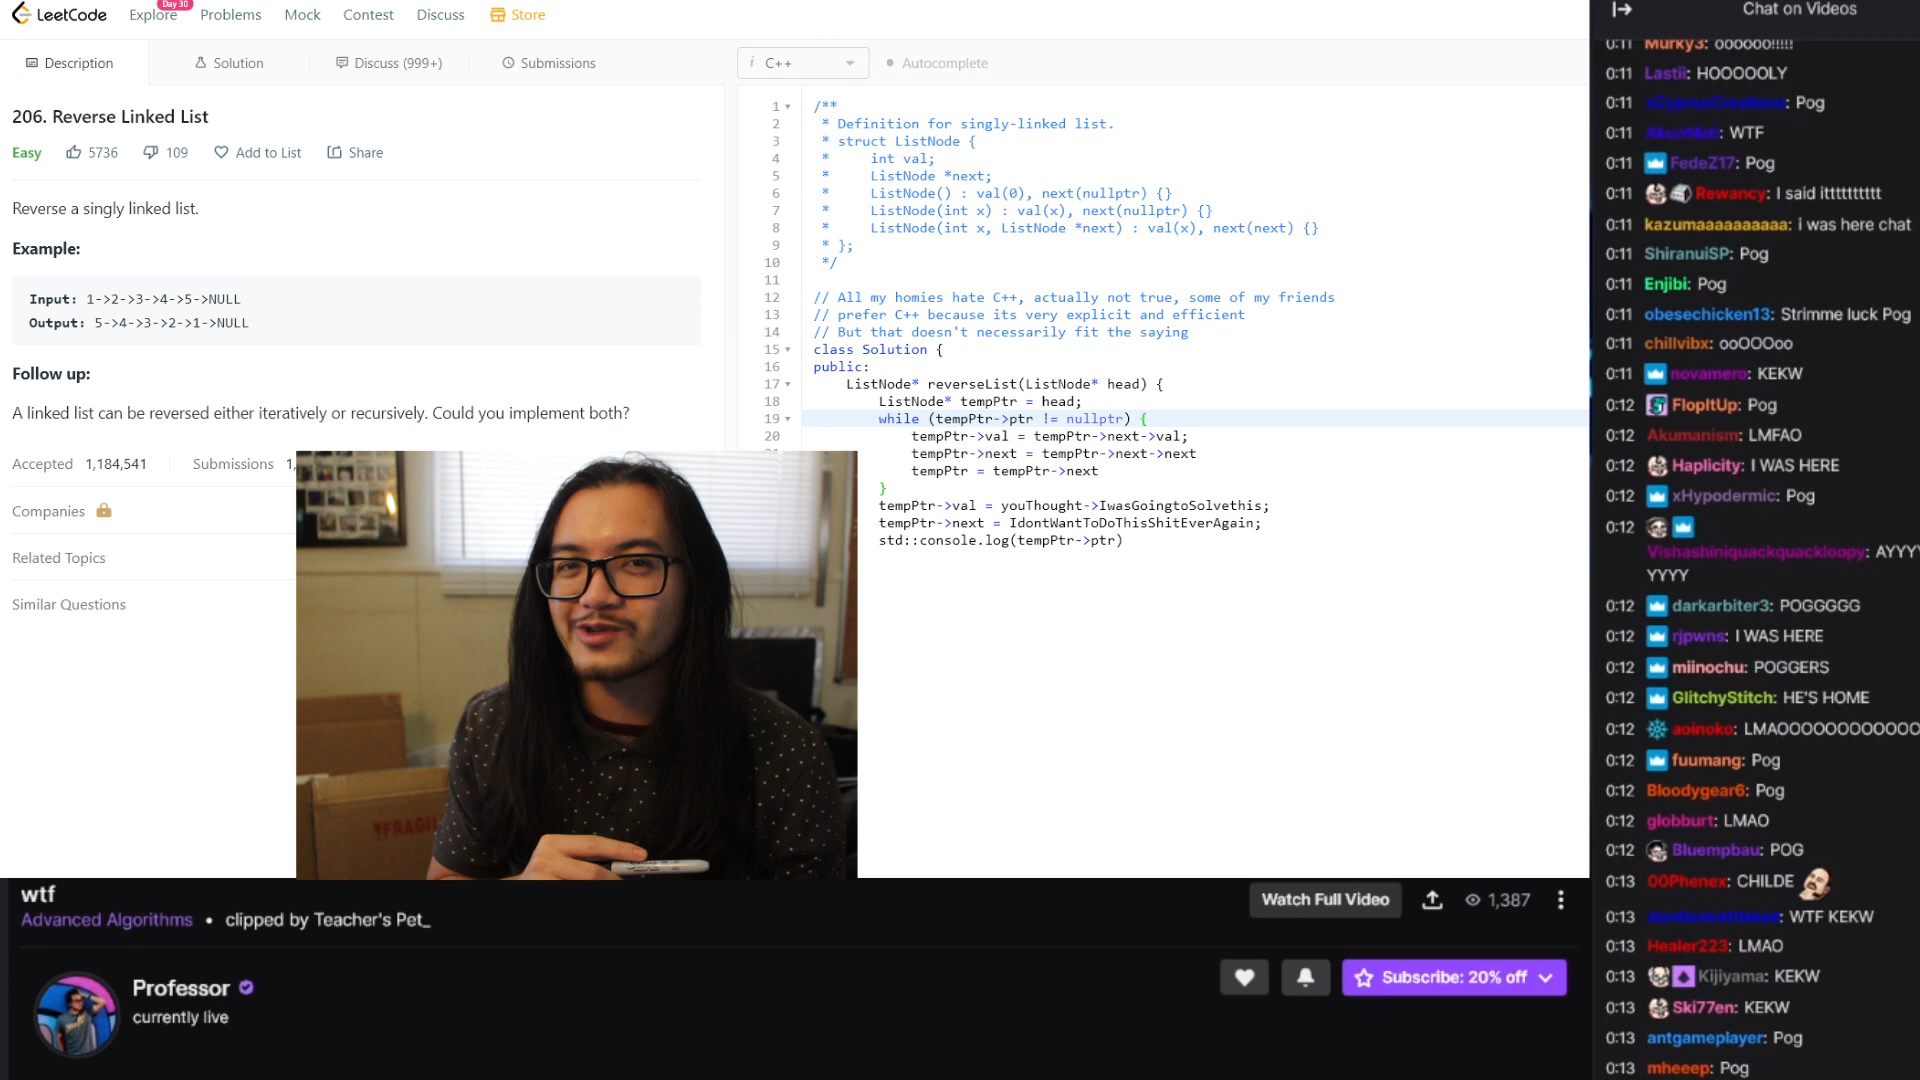 LeetCode
Explore
Day 30
Problems
Mock
Contest
Discuss
Store
Description
Solution
Discuss (999+)
Submissions
206. Reverse Linked List
Easy
5736
109
Add to List
Share
Reverse a singly linked list.
Example:
Input: 1->2->3->4->5->NULL
Output: 5->4->3->2->1->NULL
Follow up:
A linked list can be reversed either iteratively or recursively. Could you implement both?
Accepted 1,184,541
Submissions 1,
Companies
Related Topics
Similar Questions
i C++
Autocomplete
1 /**
2 * Definition for singly-linked list.
3 * struct ListNode {
4 *     int val;
5 *     ListNode *next;
6 *     ListNode() : val(0), next(nullptr) {}
7 *     ListNode(int x) : val(x), next(nullptr) {}
8 *     ListNode(int x, ListNode *next) : val(x), next(next) {}
9 * };
10 */
11
12 // All my homies hate C++, actually not true, some of my friends
13 // prefer C++ because its very explicit and efficient
14 // But that doesn't necessarily fit the saying
15 class Solution {
16 public:
17 ListNode* reverseList(ListNode* head) {
18 ListNode* tempPtr = head;
19 while (tempPtr->ptr != nullptr) {
20 tempPtr->val = tempPtr->next->val;
tempPtr->next = tempPtr->next->next
tempPtr = tempPtr->next
}
tempPtr->val = youThought->IwasGoingtoSolvethis;
tempPtr->next = IdontWantToDoThisShitEverAgain;
std::console.log(tempPtr->ptr)
FRAGIL
wtf
Advanced Algorithms • clipped by Teacher's Pet_
Watch Full Video
1,387
Professor
currently live
Subscribe: 20% off
Chat on Videos
0:11 Murky3: oooooo!!!!!
0:11 Lastii: HOOOOOLY
0:11 : Pog
0:11 AkunMati: WTF
0:11 FedeZ17: Pog
0:11 Rewancy: I said itttttttttt
0:11 kazumaaaaaaaaaa: i was here chat
0:11 ShiranuiSP: Pog
0:11 Enjibi: Pog
0:11 obesechicken13: Strimme luck Pog
0:11 chillvibx: ooOOOoo
0:11 novamero: KEKW
0:12 FlopItUp: Pog
0:12 Akumanism: LMFAO
0:12 Haplicity: I WAS HERE
0:12 xHypodermic: Pog
0:12
Vishashiniquackquackloopy: AYYY
YYYY
0:12 darkarbiter3: POGGGGG
0:12 rjpwns: I WAS HERE
0:12 miinochu: POGGERS
0:12 GlitchyStitch: HE'S HOME
0:12 aoinoko: LMAOOOOOOOOOOOO
0:12 fuumang: Pog
0:12 Bloodygear6: Pog
0:12 globburt: LMAO
0:12 Bluempbau: POG
0:13 00Phenex: CHILDE
0:13 : WTF KEKW
0:13 Healer223: LMAO
0:13 Kijiyama: KEKW
0:13 Ski77en: KEKW
0:13 antgameplayer: Pog
0:13 mheeep: Pog